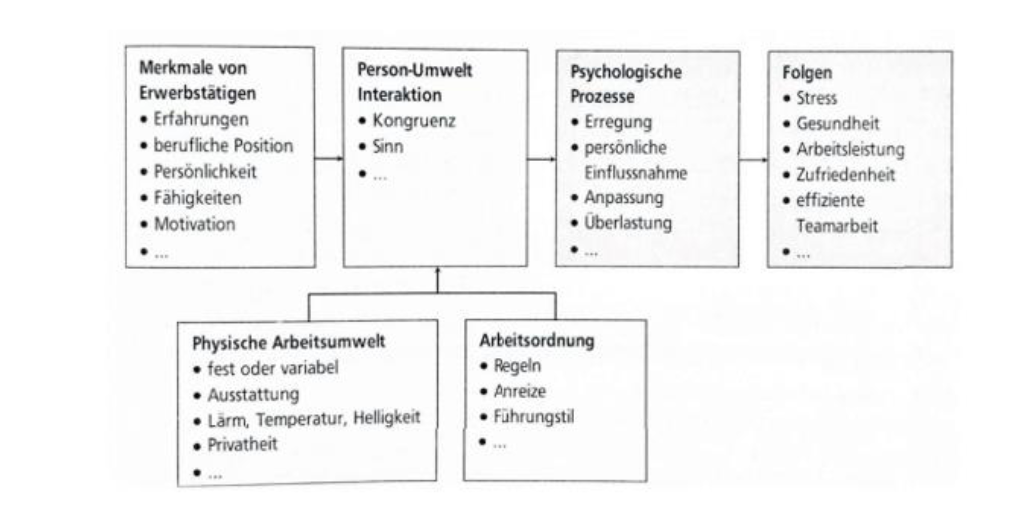 Merkmale von
Erwerbstätigen
• Erfahrungen
• berufliche Position
• Persönlichkeit
• Fähigkeiten
• Motivation
• ...
Person-Umwelt
Interaktion
• Kongruenz
• Sinn
• ...
Psychologische
Prozesse
• Erregung
• persönliche
Einflussnahme
• Anpassung
• Überlastung
• ...
Folgen
• Stress
• Gesundheit
• Arbeitsleistung
• Zufriedenheit
• effiziente
Teamarbeit
• ...
Physische Arbeitsumwelt
• fest oder variabel
• Ausstattung
• Lärm, Temperatur, Helligkeit
• Privatheit
• ...
Arbeitsordnung
• Regeln
• Anreize
• Führungstil
• ...